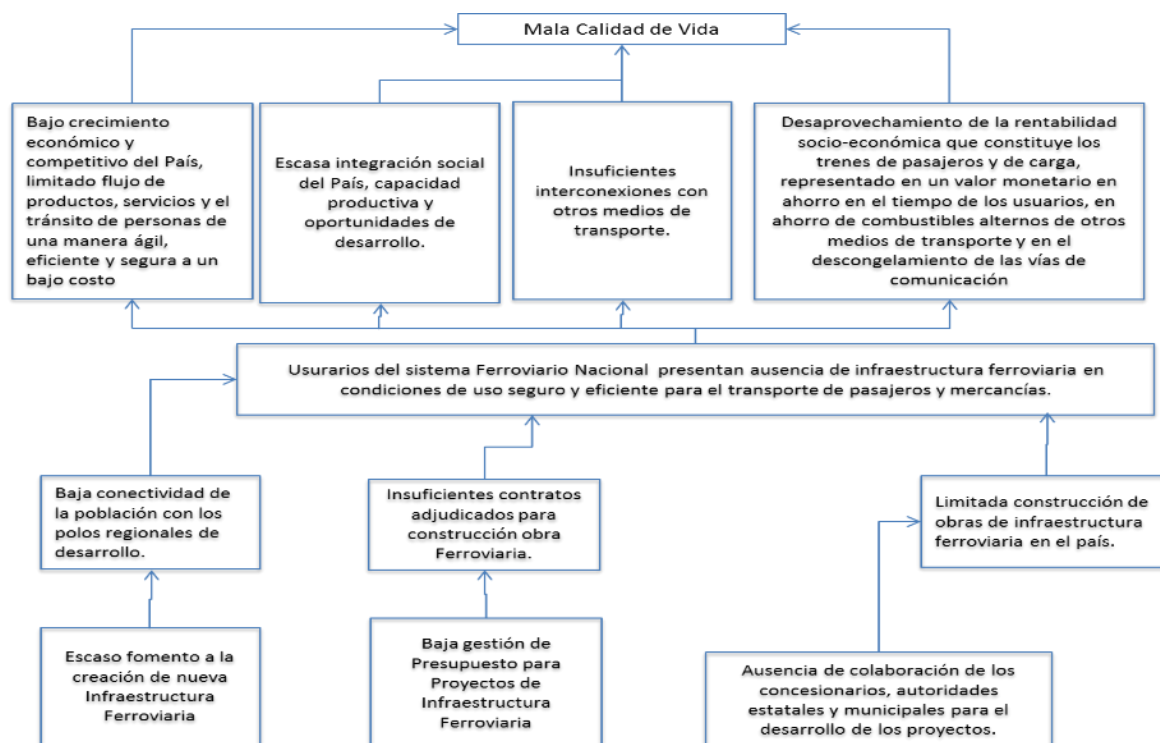 Mala Calidad de Vida
Bajo crecimiento
económico y
competitivo del País,
limitado flujo de
productos, servicios y el
tránsito de personas de
una manera ágil,
eficiente y segura a un
bajo costo
Escasa integración social
del País, capacidad
productiva y
oportunidades de
desarrollo.
Insuficientes
interconexiones con
otros medios de
transporte.
Desaprovechamiento de la rentabilidad
socio-económica que constituye los
trenes de pasajeros y de carga,
representado en un valor monetario en
ahorro en el tiempo de los usuarios, en
ahorro de combustibles alternos de otros
medios de transporte y en el
descongelamiento de las vías de
comunicación
Usurarios del sistema Ferroviario Nacional presentan ausencia de infraestructura ferroviaria en
condiciones de uso seguro y eficiente para el transporte de pasajeros y mercancías.
Baja conectividad de
la población con los
polos regionales de
desarrollo.
Insuficientes contratos
adjudicados para
construcción obra
Ferroviaria.
Limitada construcción de
obras de infraestructura
ferroviaria en el país.
Escaso fomento a la
creación de nueva
Infraestructura
Ferroviaria
Baja gestión de
Presupuesto para
Proyectos de
Infraestructura
Ferroviaria
Ausencia de colaboración de los
concesionarios, autoridades
estatales y municipales para el
desarrollo de los proyectos.